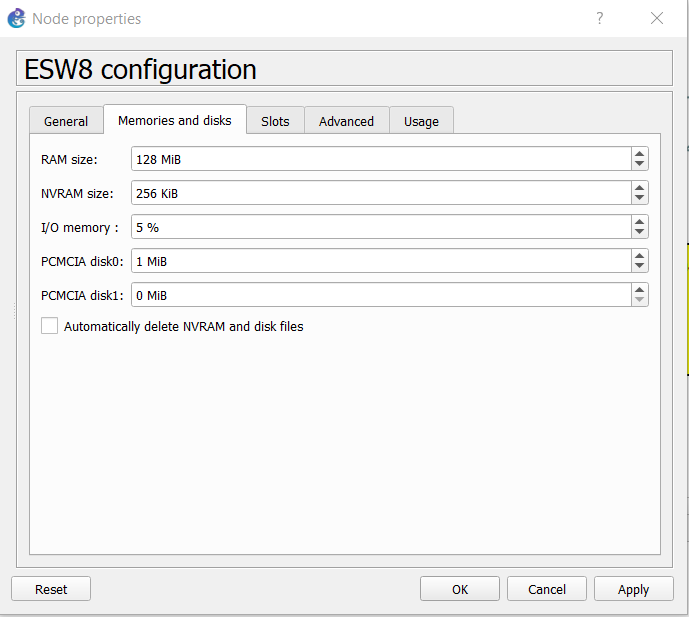 Node properties
?
ESW8 configuration
General Memories and disks Slots Advanced Usage
RAM size: 128 MiB
NVRAM size: 256 KiB
I/O memory : 5 %
PCMCIA disk0: 1 MiB
PCMCIA disk1: 0 MiB
Automatically delete NVRAM and disk files
Reset OK Cancel Apply